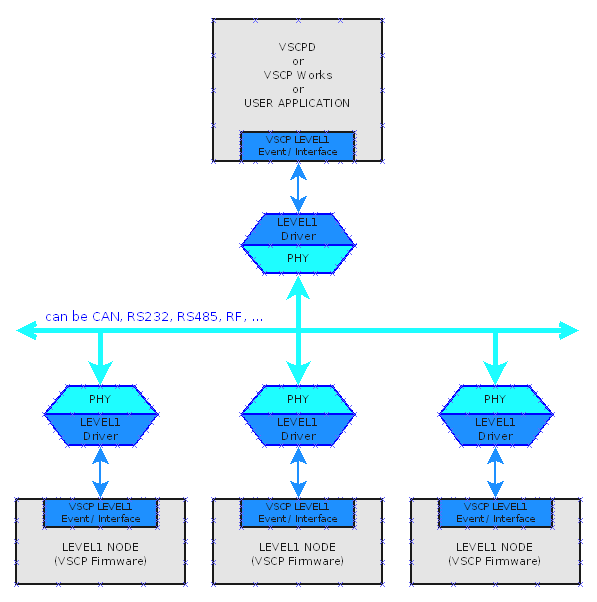 VSCPD
or
VSCP Works
or
USER APPLICATION
VSCP LEVEL1
Event / Interface
LEVEL1
Driver
PHY
can be CAN, RS232, RS485, RF, ...
PHY
LEVEL1
Driver
PHY
LEVEL1
Driver
PHY
LEVEL1
Driver
VSCP LEVEL1
Event / Interface
LEVEL1 NODE
(VSCP Firmware)
VSCP LEVEL1
Event / Interface
LEVEL1 NODE
(VSCP Firmware)
VSCP LEVEL1
Event / Interface
LEVEL1 NODE
(VSCP Firmware)